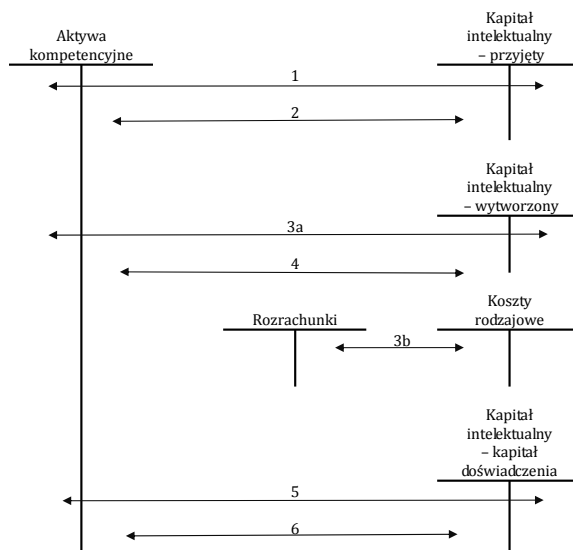 Aktywa
kompetencyjne
Kapitał
intelektualny
– przyjęty
1
2
Kapitał
intelektualny
– wytworzony
3a
4
Rozrachunki
Koszty
rodzajowe
3b
Kapitał
intelektualny
– kapitał
doświadczenia
5
6